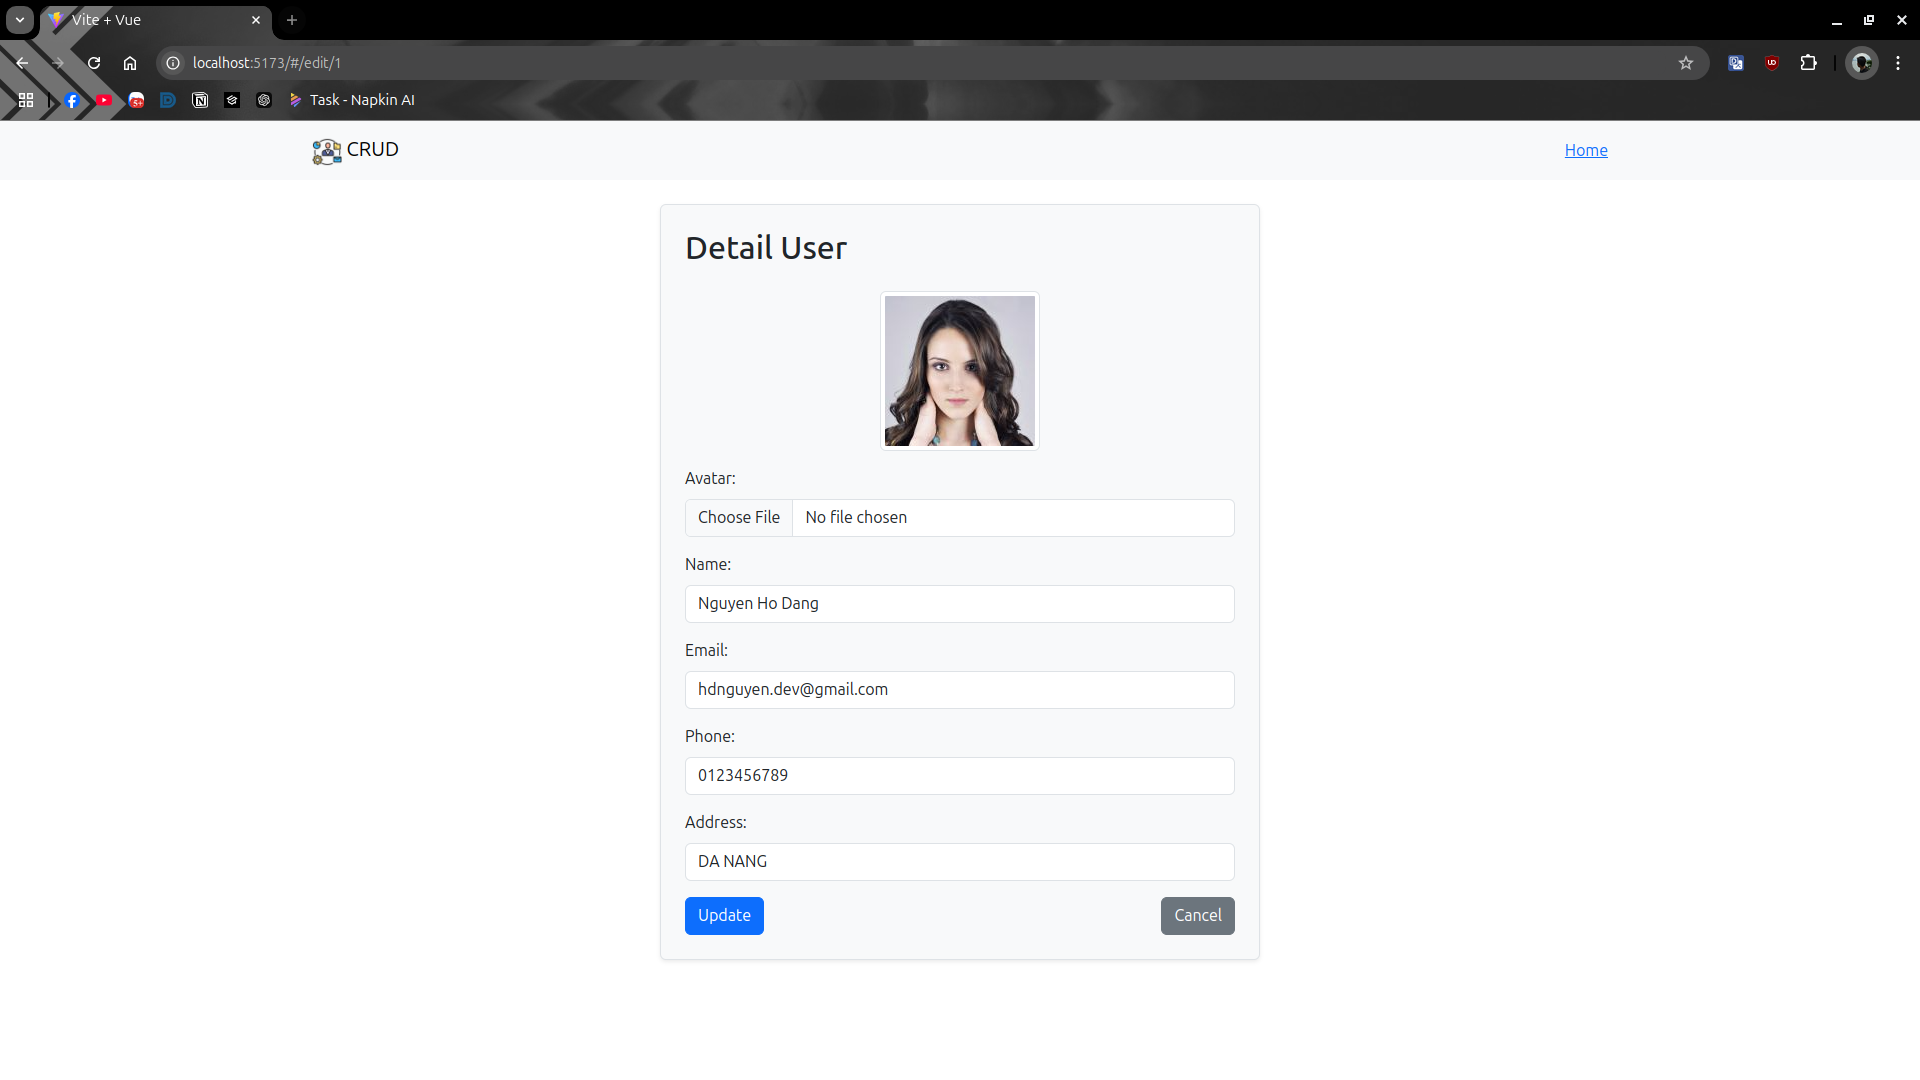 Vite + Vue
localhost:5173/#/edit/1
Task - Napkin AI
CRUD
Home
Detail User
Avatar:
Choose File No file chosen
Name:
Nguyen Ho Dang
Email:
hdnguyen.dev@gmail.com
Phone:
0123456789
Address:
DA NANG
Update Cancel